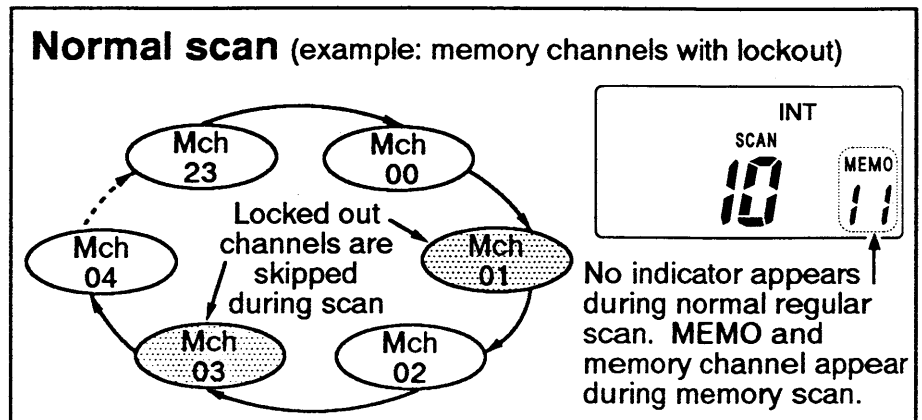 Normal scan (example: memory channels with lockout)
Mch
23
Mch
00
Mch
01
Mch
02
Mch
03
Mch
04
Locked out
channels are
skipped
during scan
INT
SCAN
10
MEMO
11
No indicator appears
during normal regular
scan. MEMO and
memory channel appear
during memory scan.